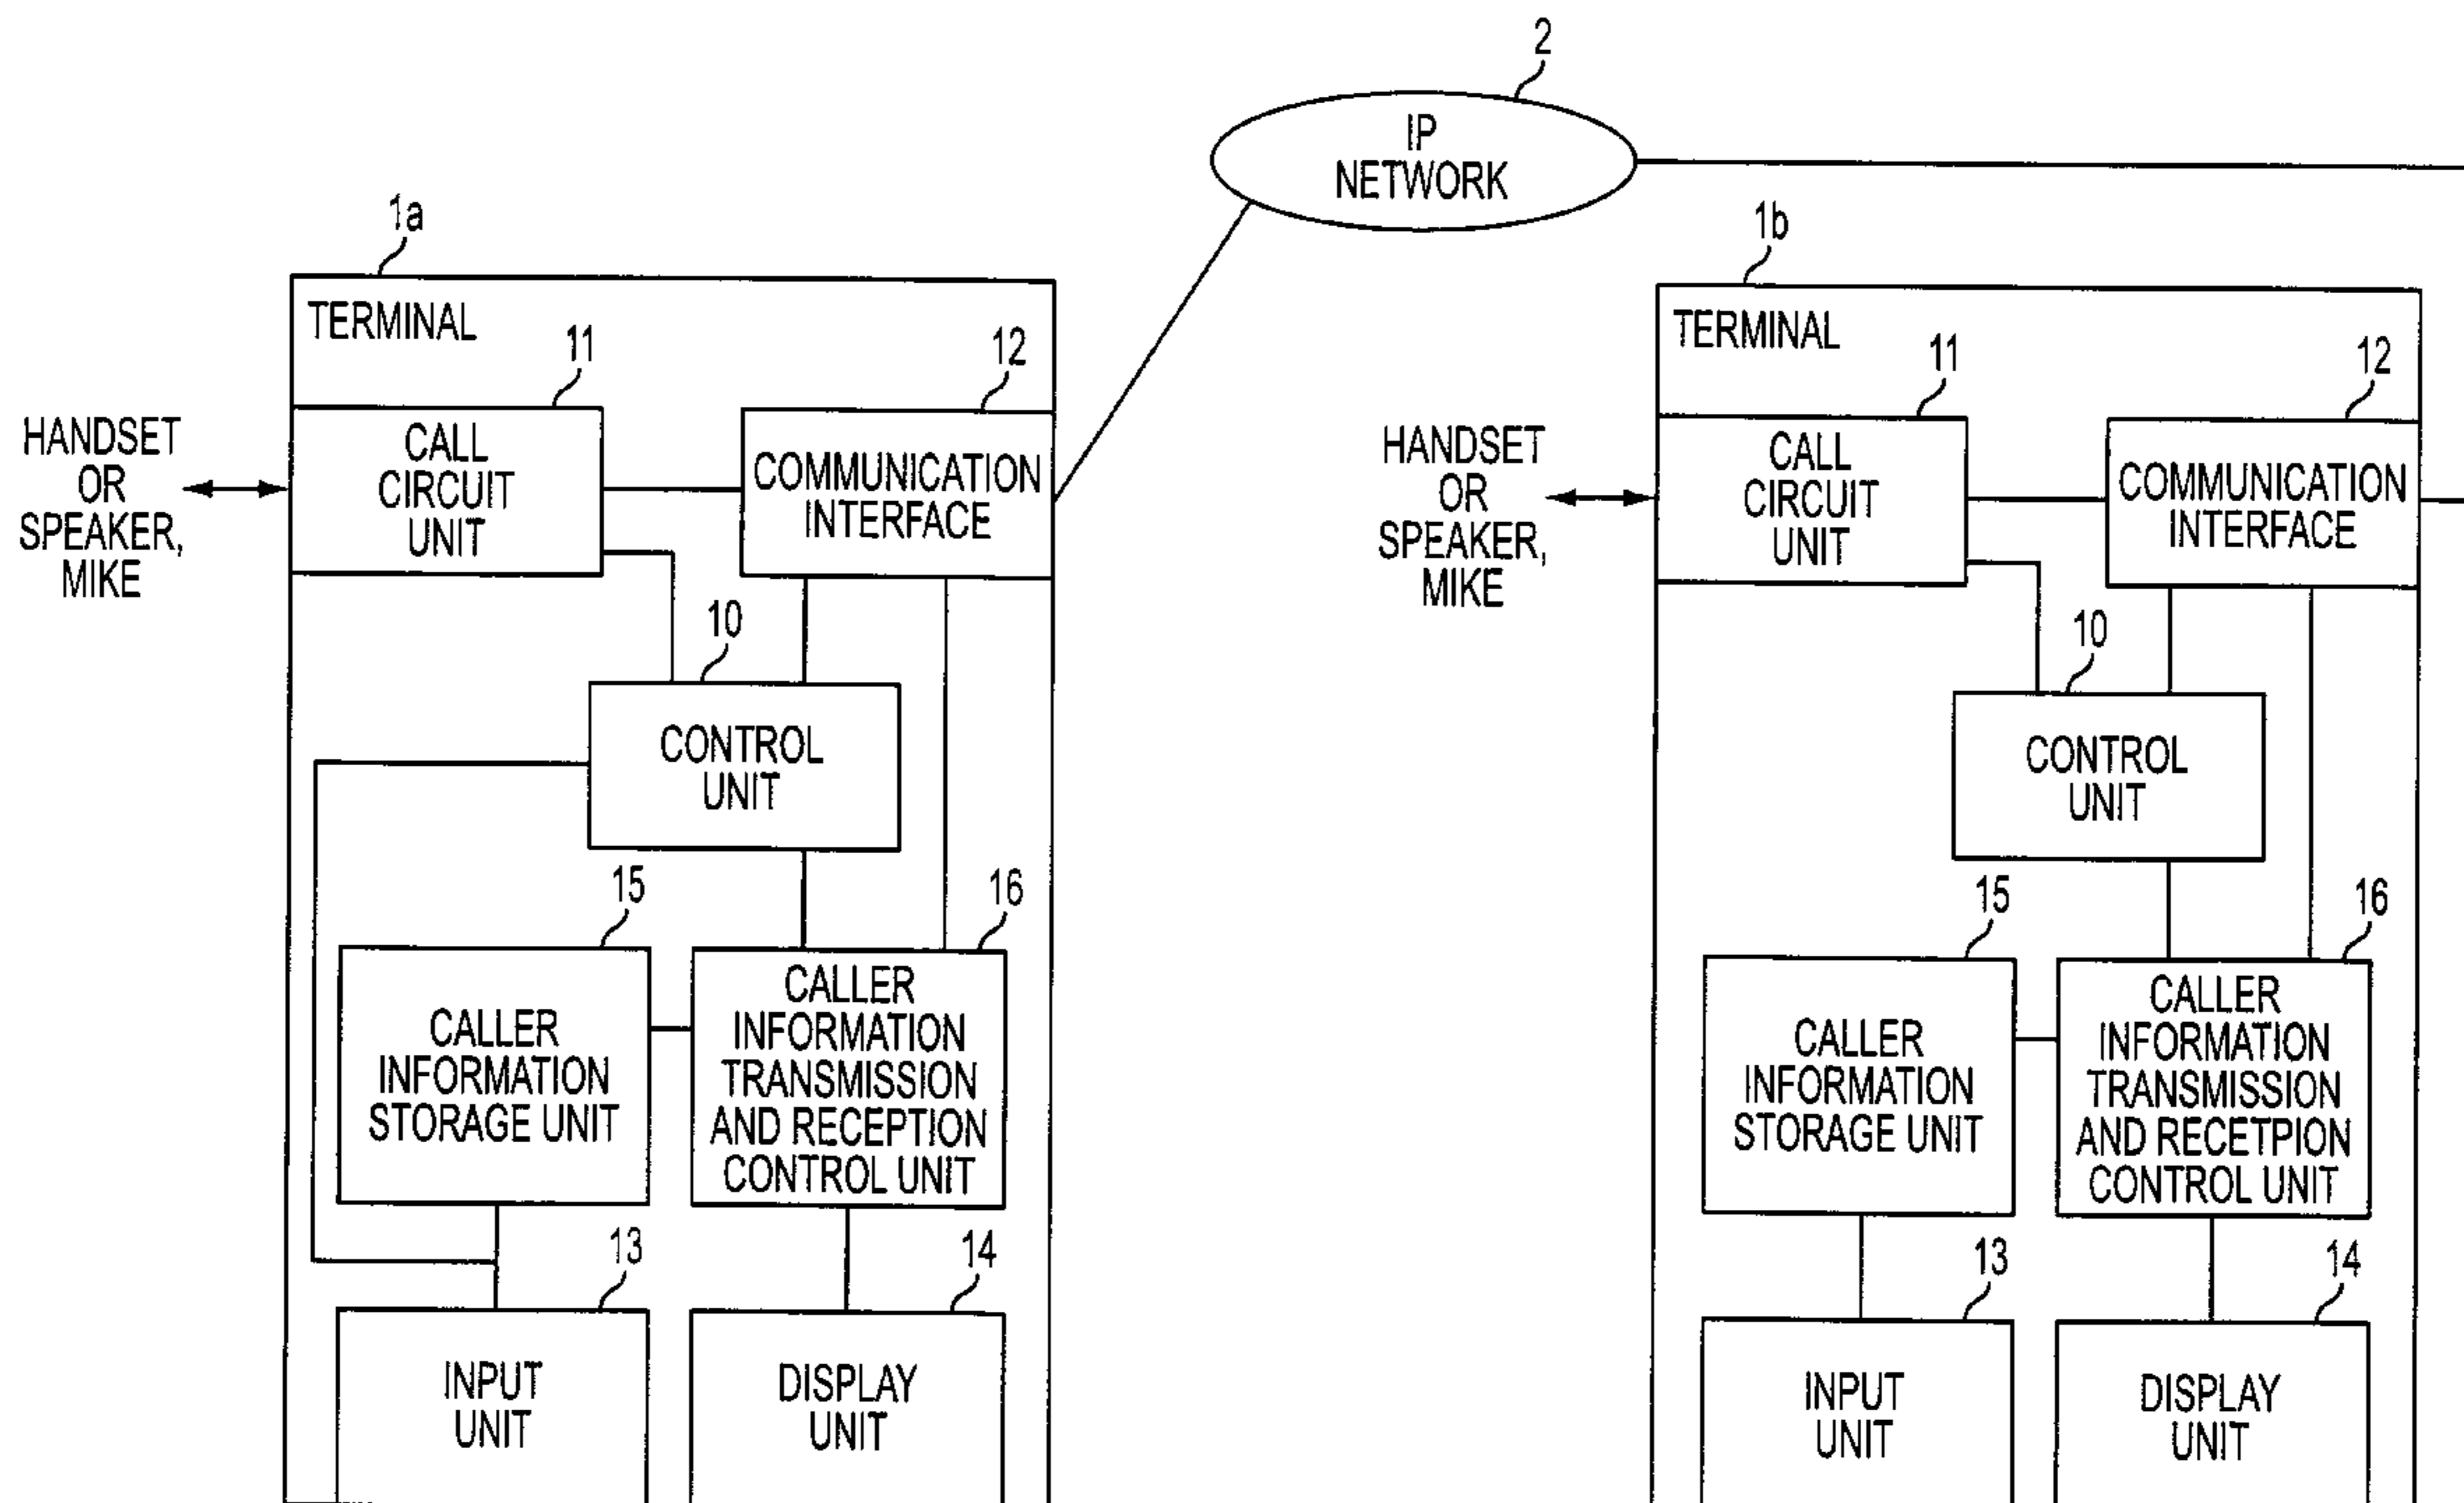 2
IP
NETWORK
1a
TERMINAL
11
12
HANDSET
OR
SPEAKER,
MIKE
CALL
CIRCUIT
UNIT
COMMUNICATION
INTERFACE
10
CONTROL
UNIT
15
16
CALLER
INFORMATION
STORAGE UNIT
CALLER
INFORMATION
TRANSMISSION
AND RECEPTION
CONTROL UNIT
13
14
INPUT
UNIT
DISPLAY
UNIT
1b
TERMINAL
11
12
HANDSET
OR
SPEAKER,
MIKE
CALL
CIRCUIT
UNIT
COMMUNICATION
INTERFACE
10
CONTROL
UNIT
15
16
CALLER
INFORMATION
STORAGE UNIT
CALLER
INFORMATION
TRANSMISSION
AND RECETPION
CONTROL UNIT
13
14
INPUT
UNIT
DISPLAY
UNIT